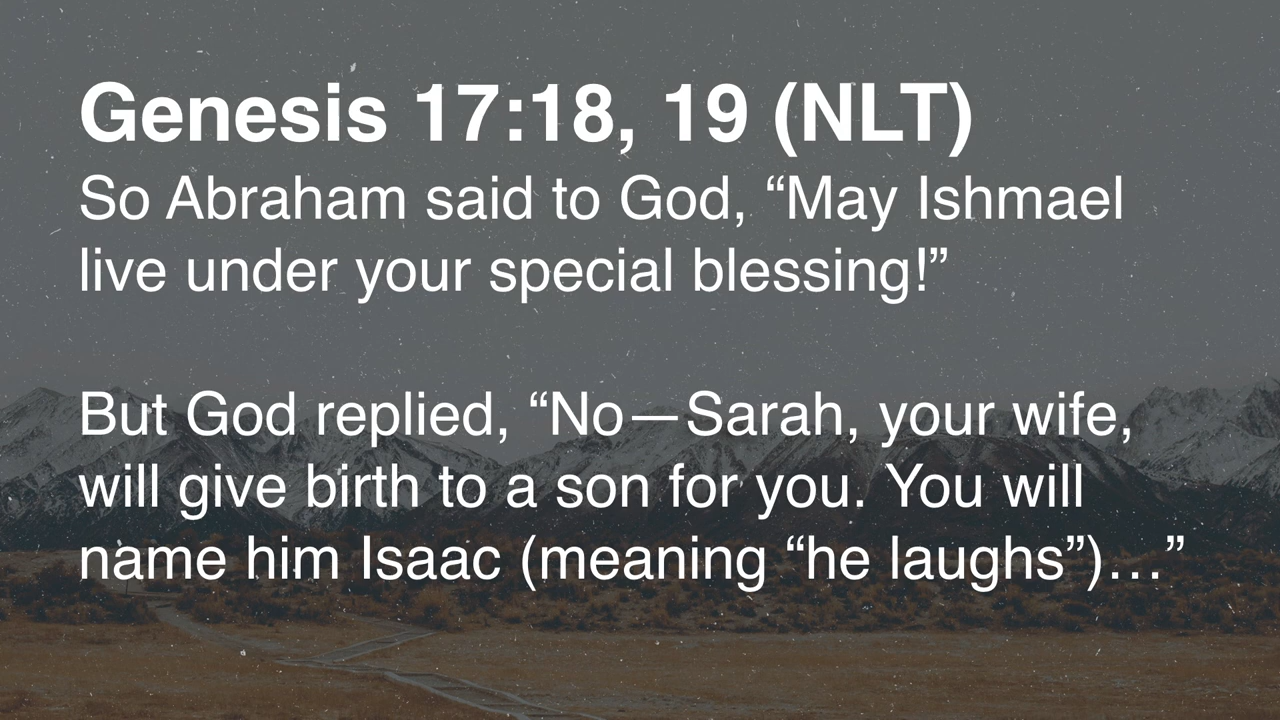 Genesis 17:18, 19 (NLT)
So Abraham said to God, “May Ishmael
live under your special blessing!”
But God replied, “No—Sarah, your wife,
will give birth to a son for you. You will
name him Isaac (meaning “he laughs”)…”